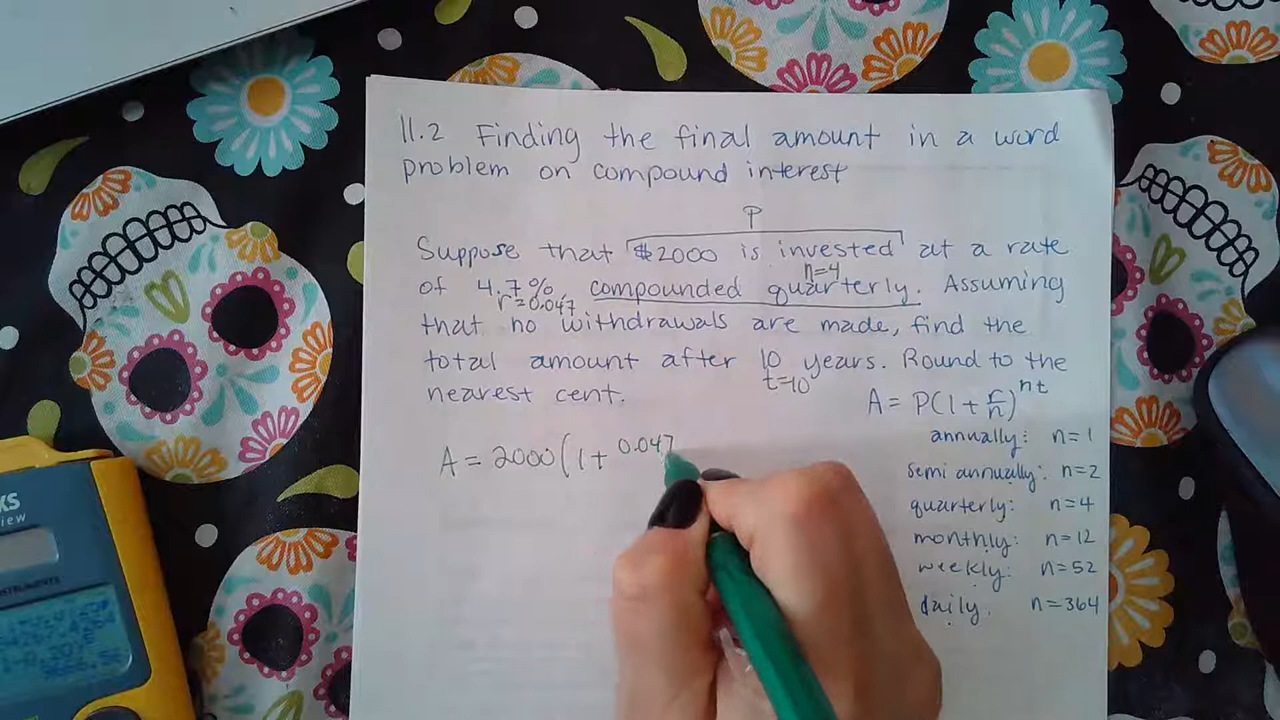 11.2 Finding the final amount in a word
problem on compound interest
P
Suppose that $2000 is invested at a rate
n=4
of 4.7% compounded quarterly. Assuming
r=0.047
that no withdrawals are made, find the
total amount after 10 years. Round to the
t=10
nearest cent.
A = P(1 + r/n)^nt
annually: n=1
A = 2000(1 + 0.047
semi annually: n=2
quarterly: n=4
monthly: n=12
weekly: n=52
daily. n=364